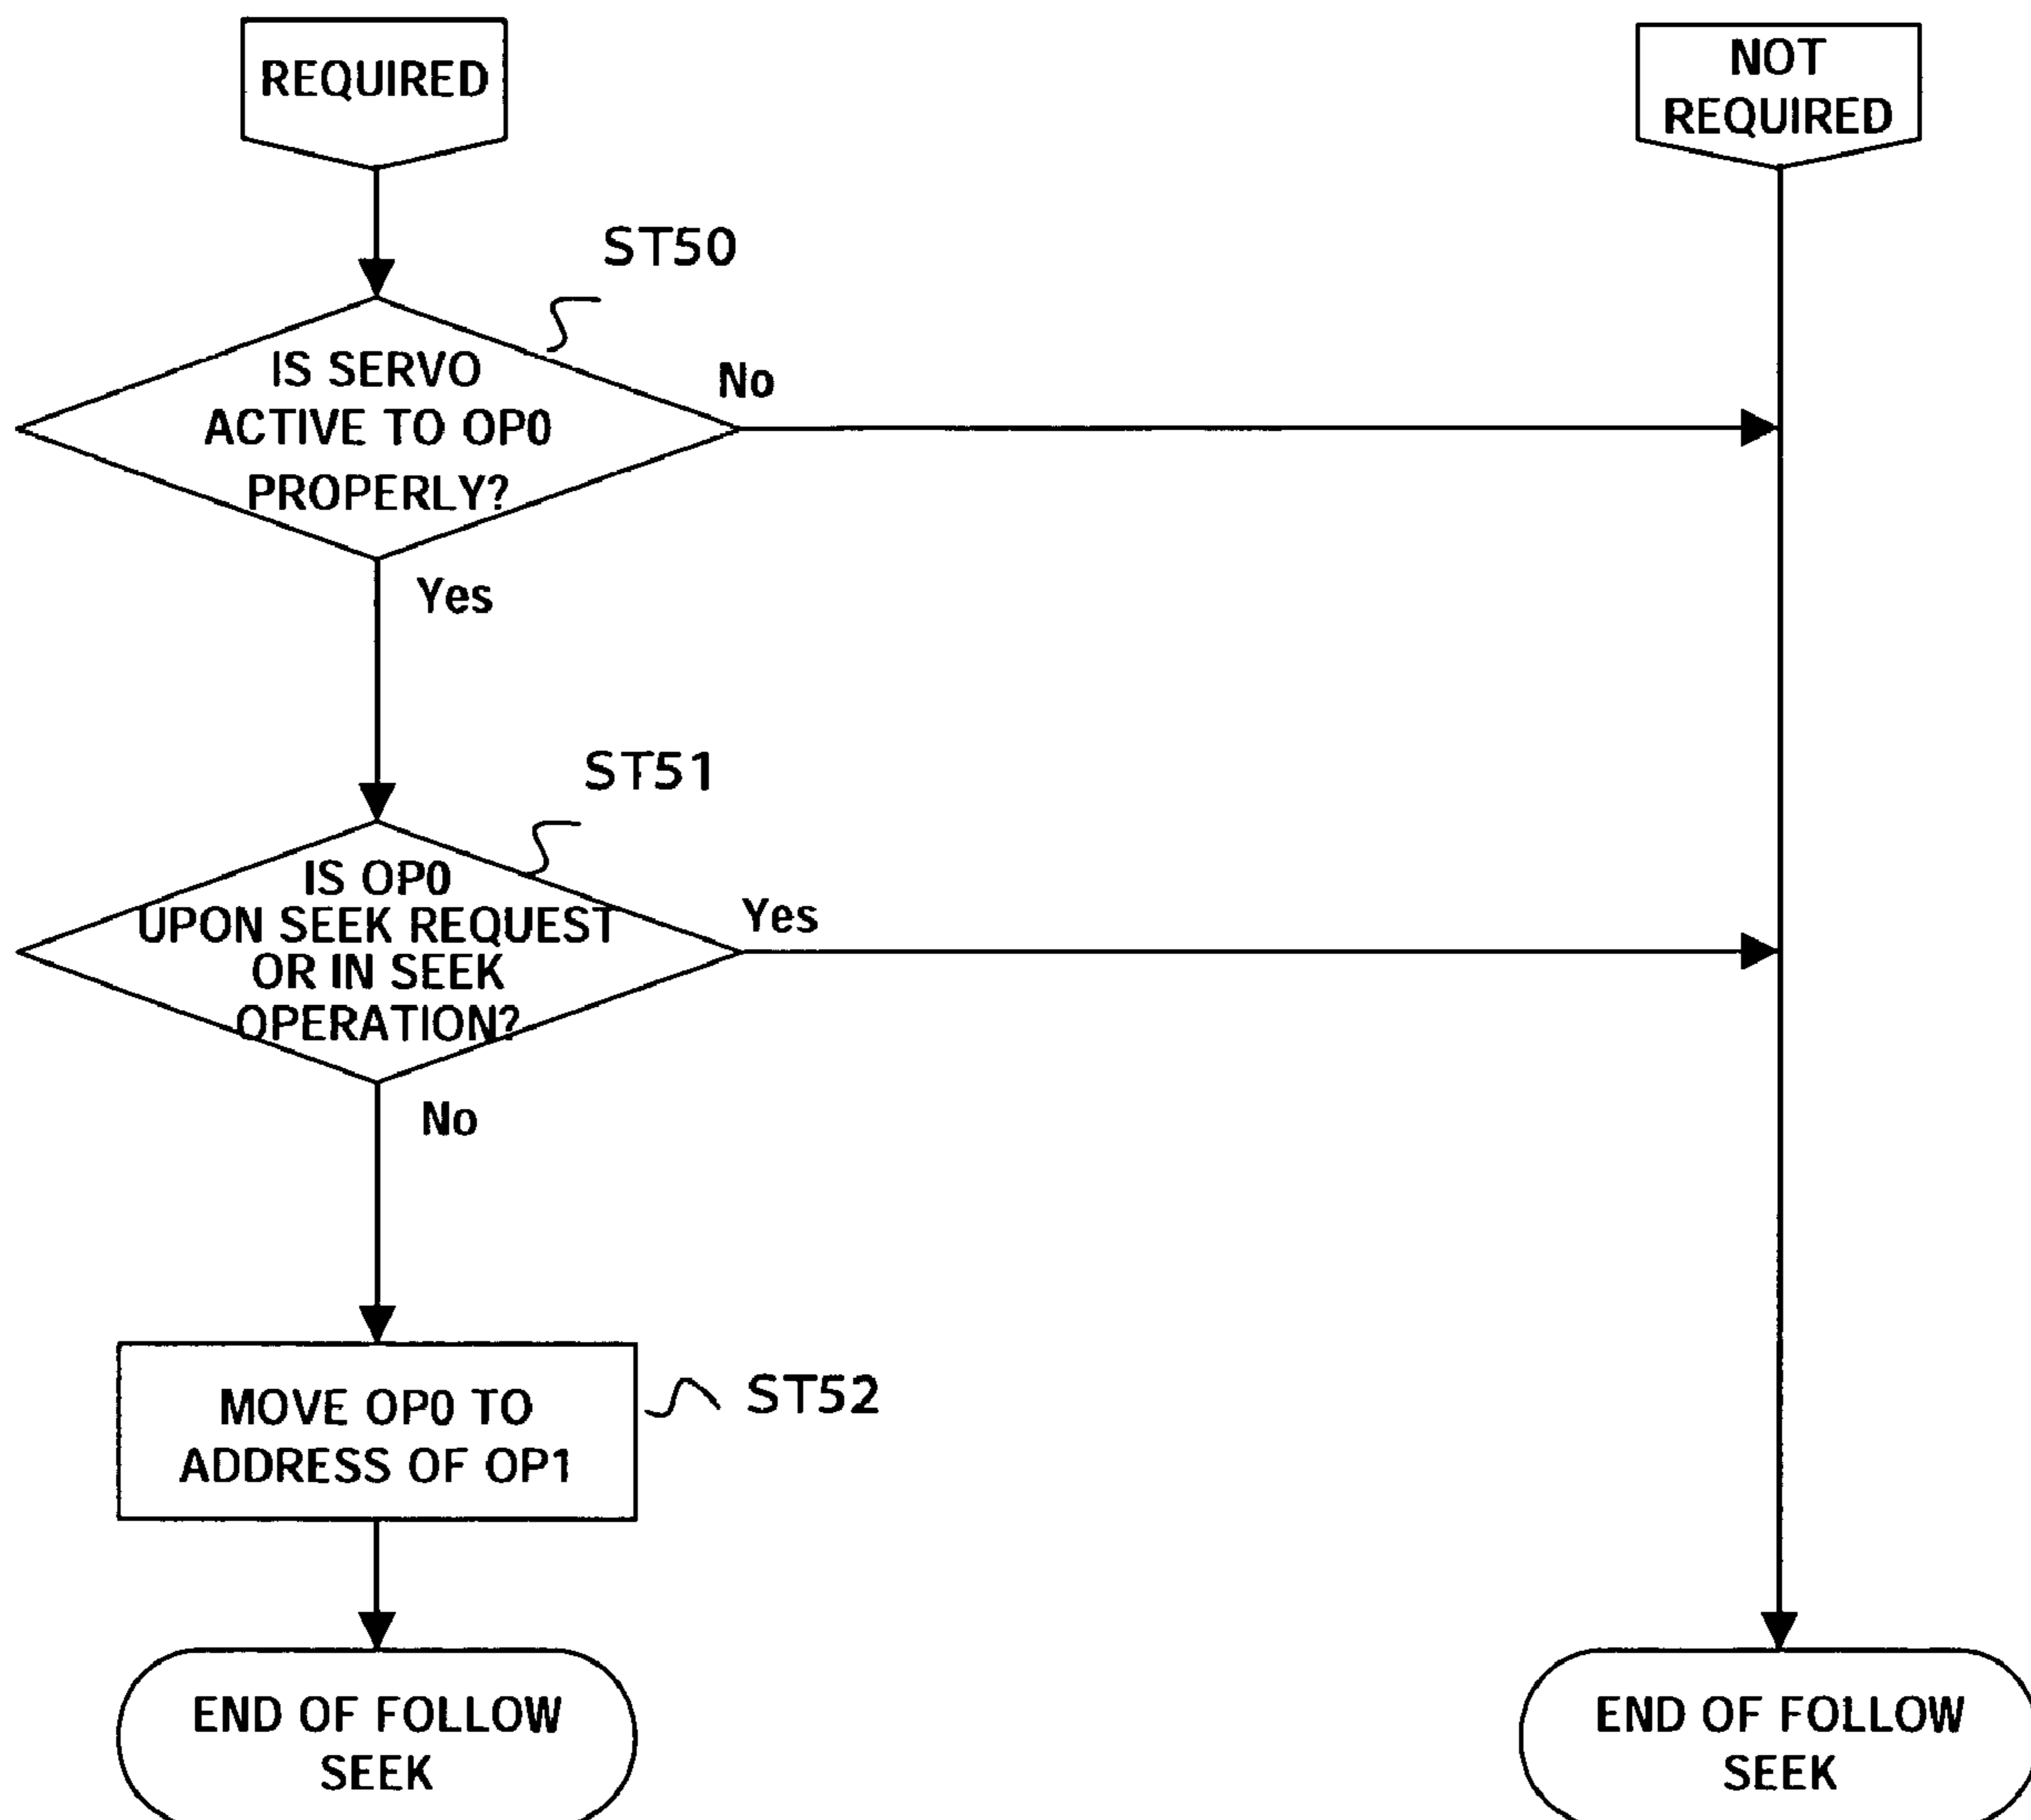 REQUIRED
NOT
REQUIRED
ST50
IS SERVO
ACTIVE TO OP0
PROPERLY?
No
Yes
ST51
IS OP0
UPON SEEK REQUEST
OR IN SEEK
OPERATION?
Yes
No
MOVE OP0 TO
ADDRESS OF OP1
ST52
END OF FOLLOW
SEEK
END OF FOLLOW
SEEK